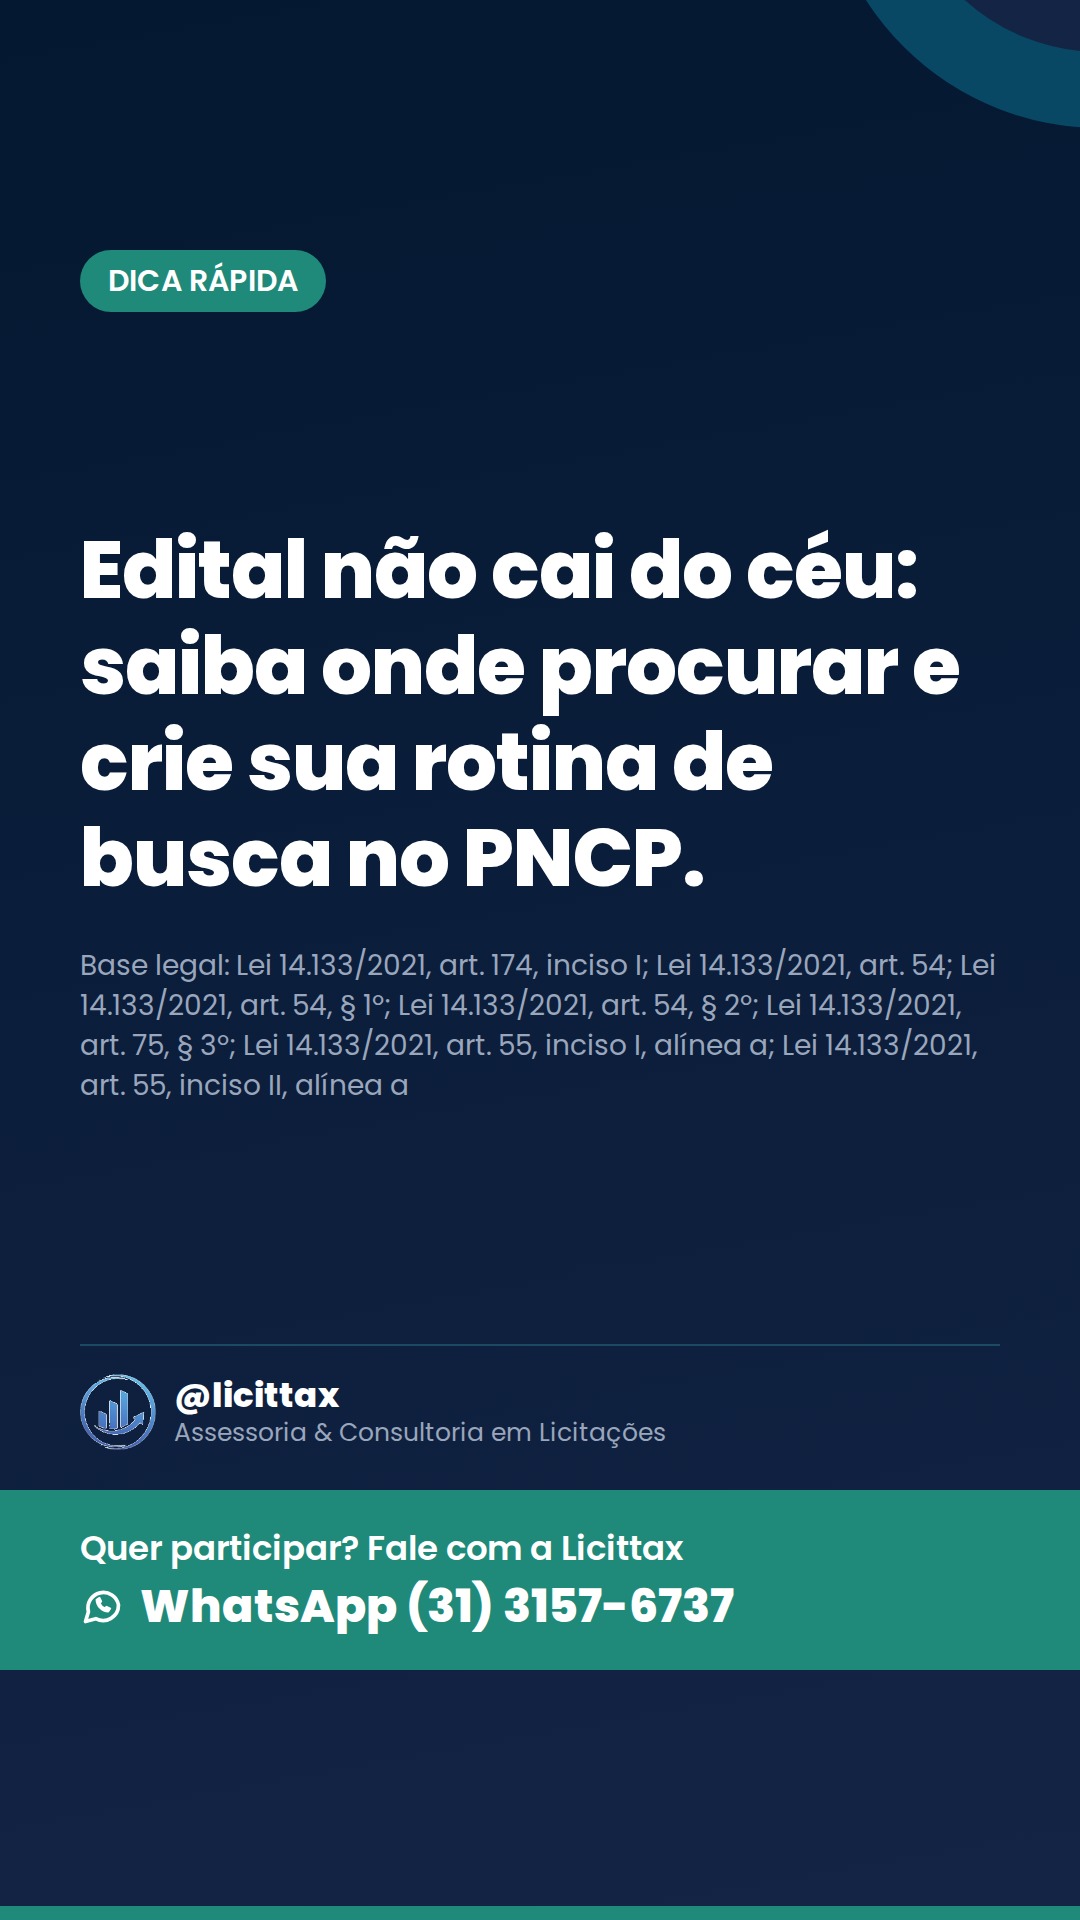 DICA RÁPIDA
Edital não cai do céu:
saiba onde procurar e
crie sua rotina de
busca no PNCP.
Base legal: Lei 14.133/2021, art. 174, inciso I; Lei 14.133/2021, art. 54; Lei
14.133/2021, art. 54, § 1º; Lei 14.133/2021, art. 54, § 2º; Lei 14.133/2021,
art. 75, § 3º; Lei 14.133/2021, art. 55, inciso I, alínea a; Lei 14.133/2021,
art. 55, inciso II, alínea a
@licittax
Assessoria & Consultoria em Licitações
Quer participar? Fale com a Licittax
WhatsApp (31) 3157-6737